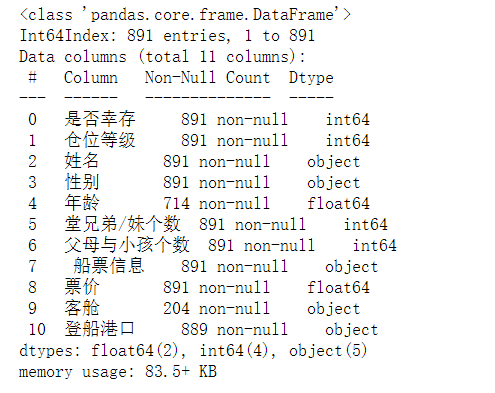 <class 'pandas.core.frame.DataFrame'>
Int64Index: 891 entries, 1 to 891
Data columns (total 11 columns):
 #   Column   Non-Null Count  Dtype
---  ------   --------------  -----
 0   是否幸存       891 non-null    int64
 1   仓位等级       891 non-null    int64
 2   姓名         891 non-null    object
 3   性别         891 non-null    object
 4   年龄         714 non-null    float64
 5   堂兄弟/妹个数  891 non-null    int64
 6   父母与小孩个数  891 non-null    int64
 7    船票信息      891 non-null    object
 8   票价         891 non-null    float64
 9   客舱         204 non-null    object
 10  登船港口       889 non-null    object
dtypes: float64(2), int64(4), object(5)
memory usage: 83.5+ KB